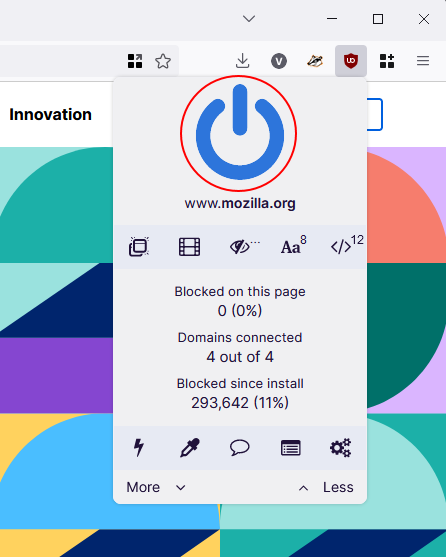 V
UO
Innovation
www.mozilla.org
...
Aa 8
</> 12
Blocked on this page
0 (0%)
Domains connected
4 out of 4
Blocked since install
293,642 (11%)
More
Less